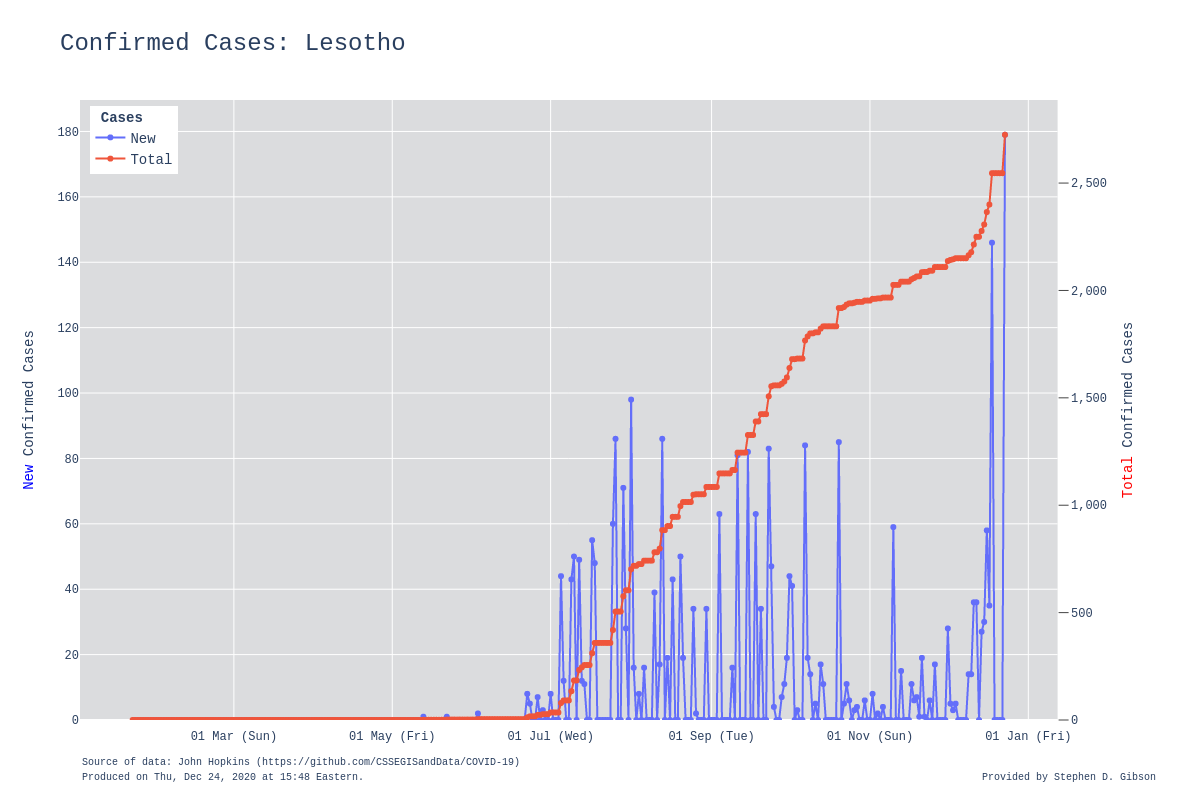 Confirmed Cases: Lesotho
Cases
New
Total
180
160
140
120
100
80
60
40
20
0
2,500
2,000
1,500
1,000
500
0
New Confirmed Cases
Total Confirmed Cases
01 Mar (Sun)
01 May (Fri)
01 Jul (Wed)
01 Sep (Tue)
01 Nov (Sun)
01 Jan (Fri)
Source of data: John Hopkins (https://github.com/CSSEGISandData/COVID-19)
Produced on Thu, Dec 24, 2020 at 15:48 Eastern.
Provided by Stephen D. Gibson